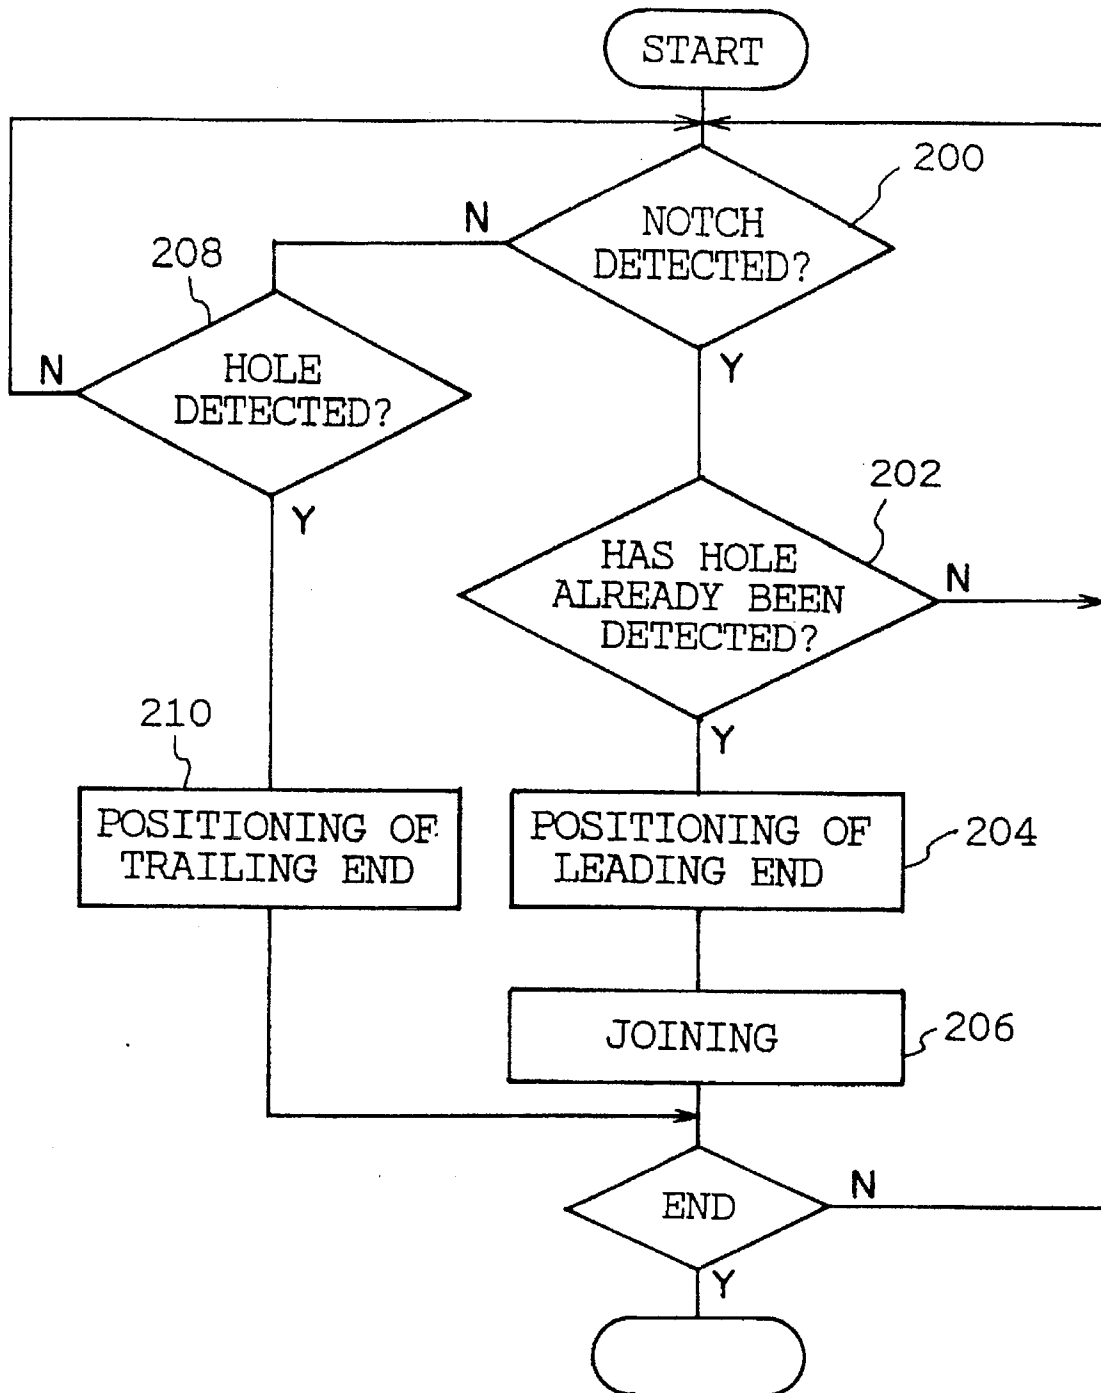 START
200
N
NOTCH
DETECTED?
208
Y
N
HOLE
DETECTED?
202
Y
HAS HOLE
ALREADY BEEN
DETECTED?
N
210
Y
POSITIONING OF
TRAILING END
POSITIONING OF
LEADING END
204
JOINING
206
END
N
Y